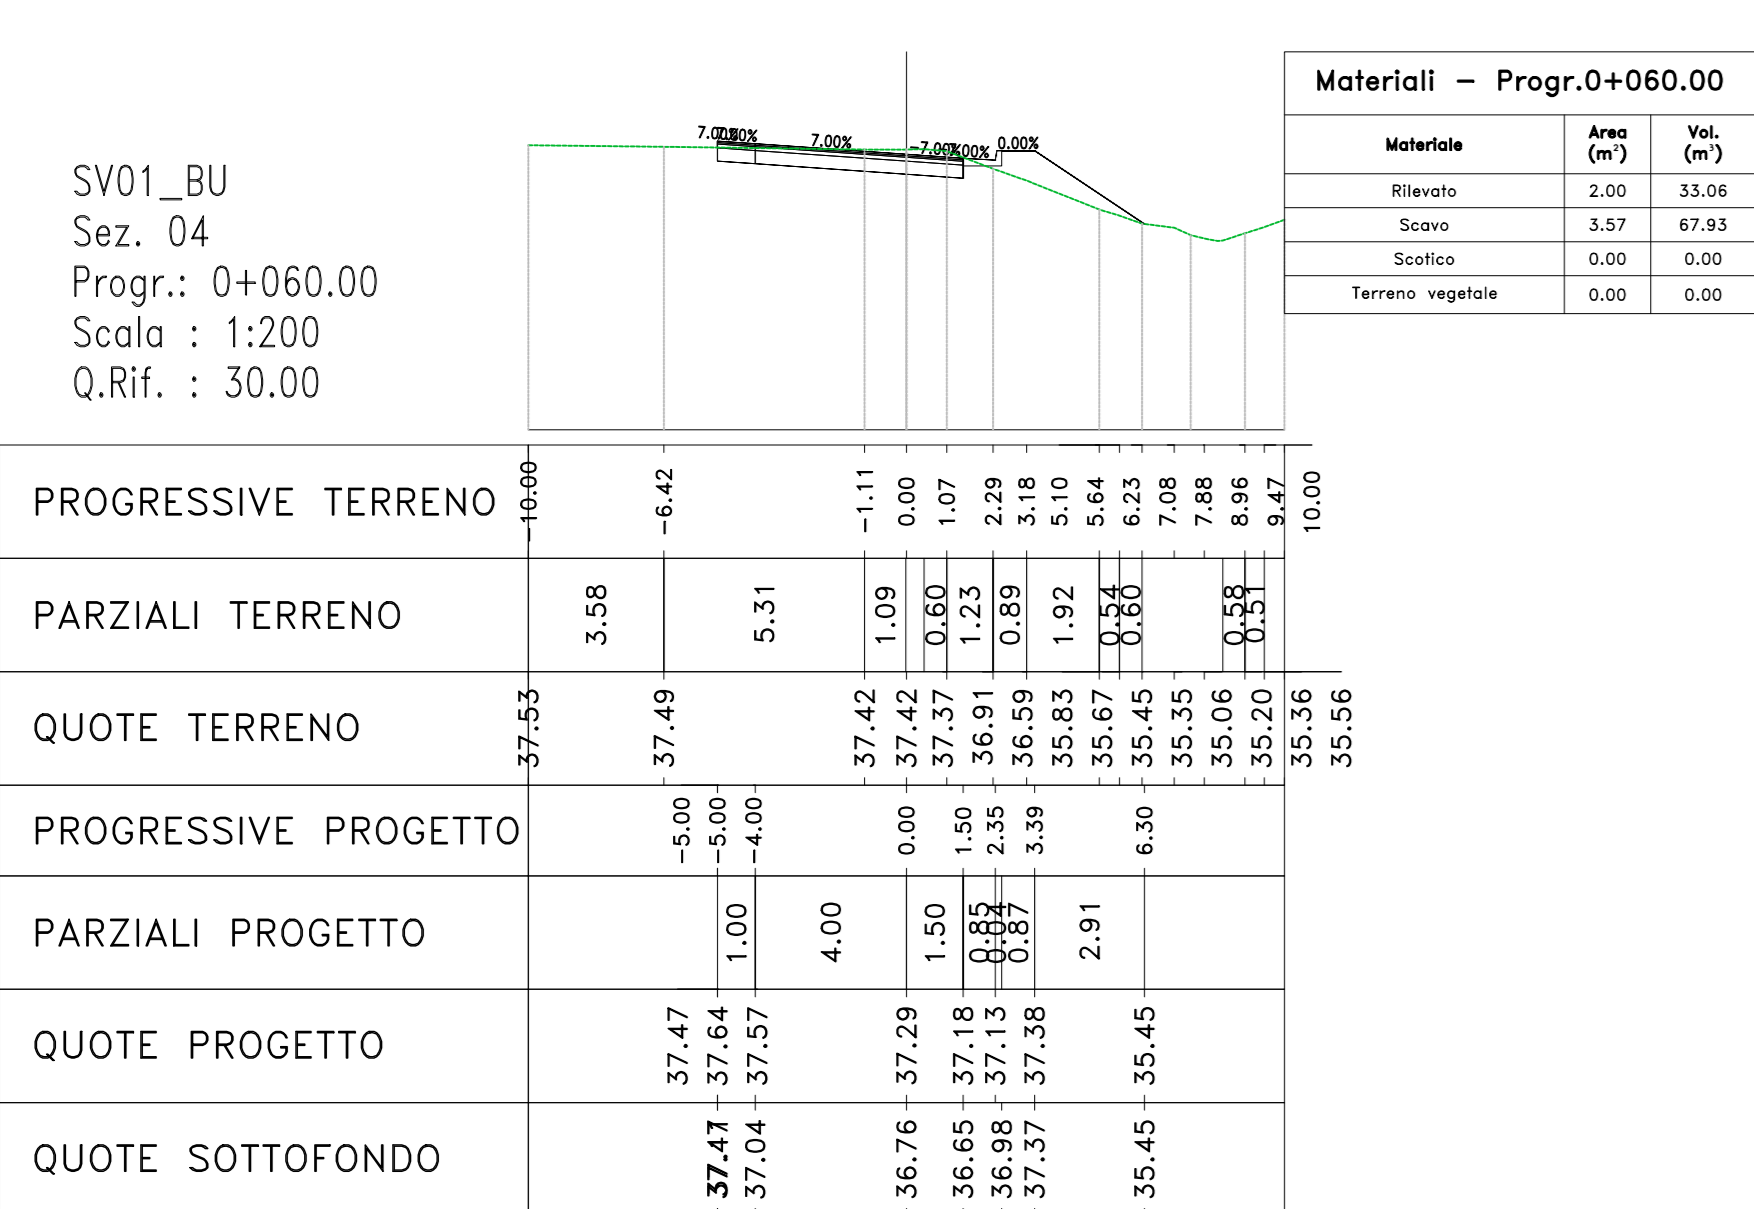 Materiali - Progr.0+060.00
Materiale Area (m²) Vol. (m³)
Rilevato 2.00 33.06
Scavo 3.57 67.93
Scotico 0.00 0.00
Terreno vegetale 0.00 0.00
SV01_BU
Sez. 04
Progr.: 0+060.00
Scala : 1:200
Q.Rif. : 30.00
7.00% 7.00% 7.00% -7.00% 0.00%
PROGRESSIVE TERRENO -10.00 -6.42 -1.11 0.00 1.07 2.29 3.18 5.10 5.64 6.23 7.08 7.88 8.96 9.47 10.00
PARZIALI TERRENO 3.58 5.31 1.09 0.60 1.23 0.89 1.92 0.54 0.60 0.58 0.51
QUOTE TERRENO 37.53 37.49 37.42 37.42 37.37 36.91 36.59 35.83 35.67 35.45 35.35 35.06 35.20 35.36 35.56
PROGRESSIVE PROGETTO -5.00 -5.00 -4.00 0.00 1.50 2.35 3.39 6.30
PARZIALI PROGETTO 1.00 4.00 1.50 0.85 0.04 0.87 2.91
QUOTE PROGETTO 37.47 37.64 37.57 37.29 37.18 37.13 37.38 35.45
QUOTE SOTTOFONDO 37.47 37.04 36.76 36.65 36.98 37.37 35.45